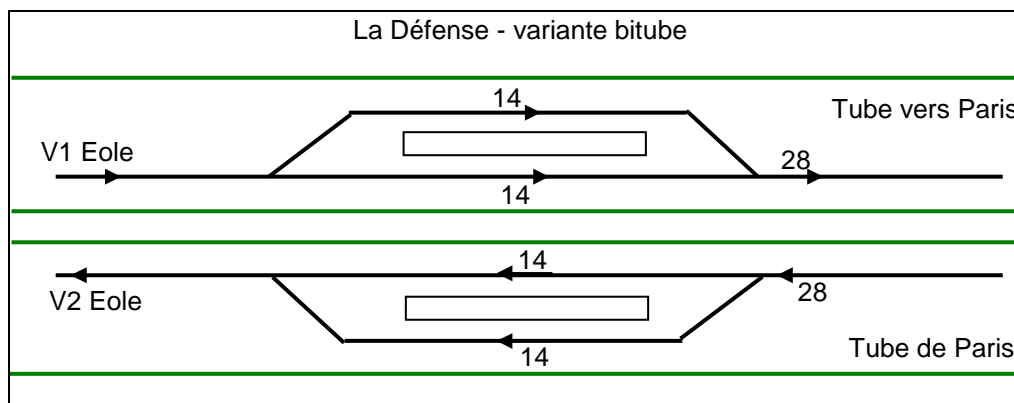 La Défense - variante bitube
14
Tube vers Paris
V1 Eole
28
14
14
V2 Eole
28
14
Tube de Paris